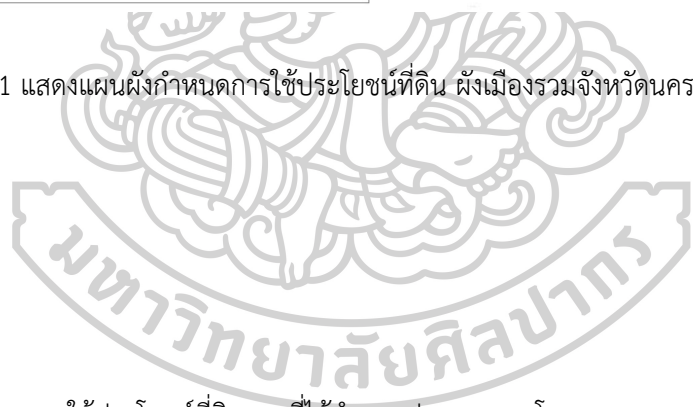 1 แสดงแผนผังกำหนดการใช้ประโยชน์ที่ดิน ผังเมืองรวมจังหวัดนคร
มหาวิทยาลัยศิลปากร